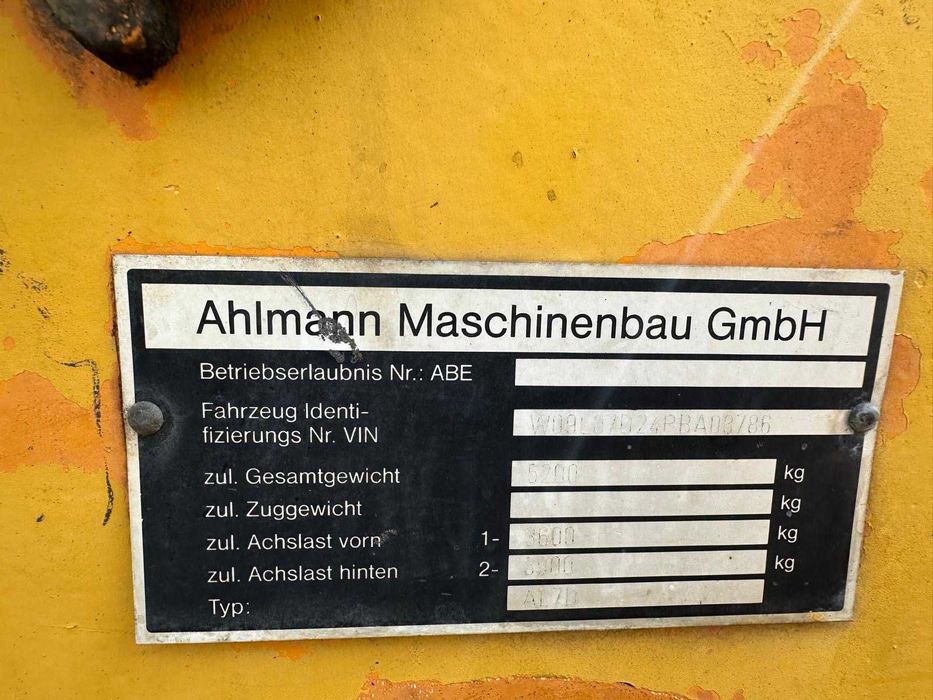 Ahlmann Maschinenbau GmbH
Betriebserlaubnis Nr.: ABE
Fahrzeug Identi-
fizierungs Nr. VIN
zul. Gesamtgewicht 5200 kg
zul. Zuggewicht kg
zul. Achslast vorn 1- 3600 kg
zul. Achslast hinten 2- kg
Typ: